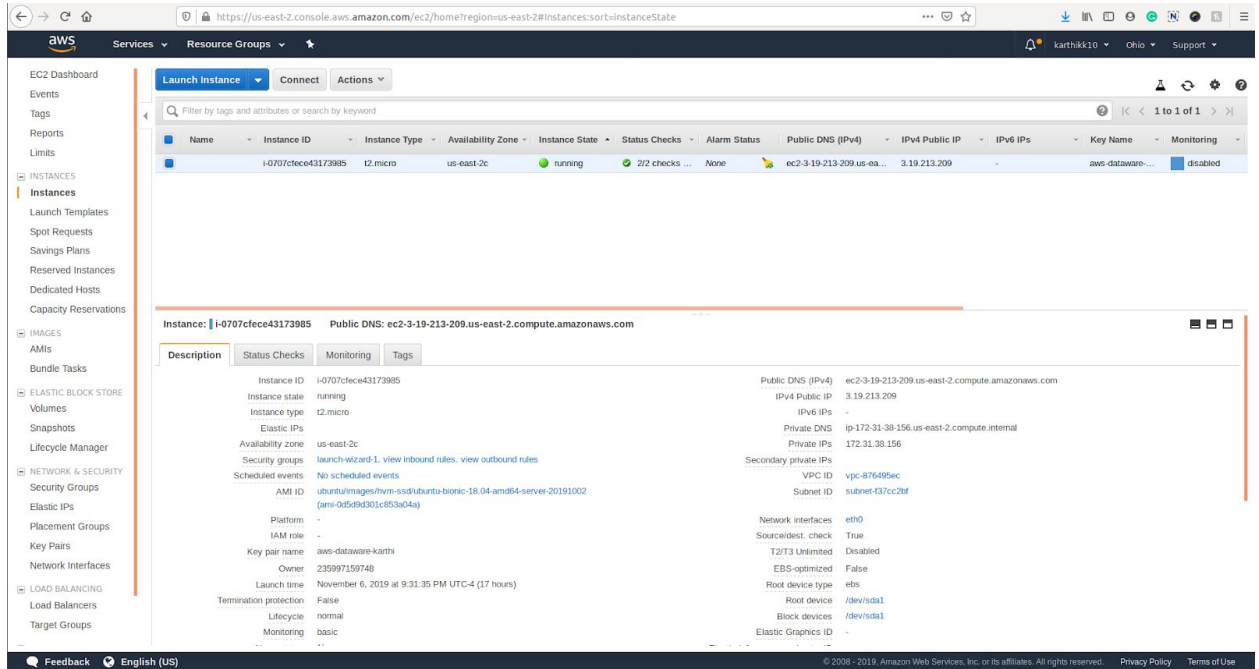 https://us-east-2.console.aws.amazon.com/ec2/home?region=us-east-2#Instances:sort=instanceState
aws Services Resource Groups karthikk10 Ohio Support
EC2 Dashboard
Events
Tags
Reports
Limits
INSTANCES
Instances
Launch Templates
Spot Requests
Savings Plans
Reserved Instances
Dedicated Hosts
Capacity Reservations
IMAGES
AMIs
Bundle Tasks
ELASTIC BLOCK STORE
Volumes
Snapshots
Lifecycle Manager
NETWORK & SECURITY
Security Groups
Elastic IPs
Placement Groups
Key Pairs
Network Interfaces
LOAD BALANCING
Load Balancers
Target Groups
Launch Instance Connect Actions
Filter by tags and attributes or search by keyword 1 to 1 of 1
Name Instance ID Instance Type Availability Zone Instance State Status Checks Alarm Status Public DNS (IPv4) IPv4 Public IP IPv6 IPs Key Name Monitoring
i-0707cfece43173985 t2.micro us-east-2c running 2/2 checks ... None ec2-3-19-213-209.us-ea... 3.19.213.209 - aws-dataware-... disabled
Instance: i-0707cfece43173985 Public DNS: ec2-3-19-213-209.us-east-2.compute.amazonaws.com
Description Status Checks Monitoring Tags
Instance ID i-0707cfece43173985
Instance state running
Instance type t2.micro
Elastic IPs
Availability zone us-east-2c
Security groups launch-wizard-1. view inbound rules. view outbound rules
Scheduled events No scheduled events
AMI ID ubuntu/images/hvm-ssd/ubuntu-bionic-18.04-amd64-server-20191002
(ami-0d5d9d301c853a04a)
Platform -
IAM role -
Key pair name aws-dataware-karthi
Owner 235997159748
Launch time November 6, 2019 at 9:31:35 PM UTC-4 (17 hours)
Termination protection False
Lifecycle normal
Monitoring basic
Public DNS (IPv4) ec2-3-19-213-209.us-east-2.compute.amazonaws.com
IPv4 Public IP 3.19.213.209
IPv6 IPs -
Private DNS ip-172-31-38-156.us-east-2.compute.internal
Private IPs 172.31.38.156
Secondary private IPs
VPC ID vpc-876495ec
Subnet ID subnet-f37cc2bf
Network interfaces eth0
Source/dest. check True
T2/T3 Unlimited Disabled
EBS-optimized False
Root device type ebs
Root device /dev/sda1
Block devices /dev/sda1
Elastic Graphics ID -
Feedback English (US) © 2008 - 2019, Amazon Web Services, Inc. or its affiliates. All rights reserved. Privacy Policy Terms of Use